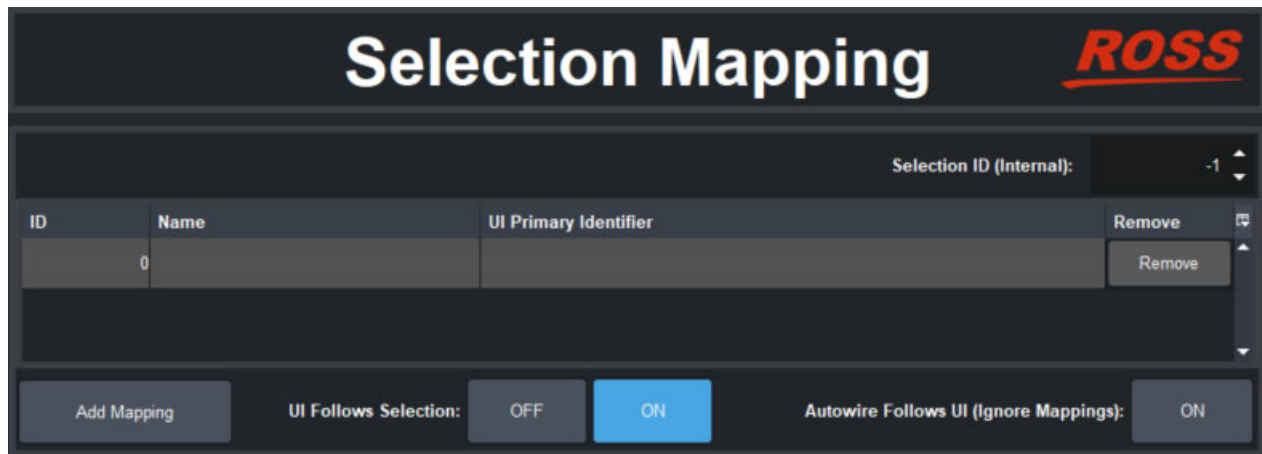 Selection Mapping
ROSS
Selection ID (Internal): -1
ID Name UI Primary Identifier Remove
0 Remove
Add Mapping UI Follows Selection: OFF ON Autowire Follows UI (Ignore Mappings): ON